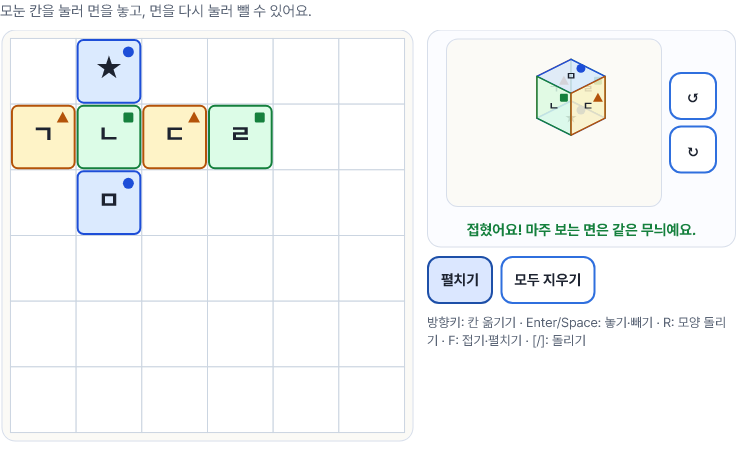 모눈 칸을 눌러 면을 놓고, 면을 다시 눌러 뺄 수 있어요.
★
ㄱ ㄴ ㄷ ㄹ
ㅁ
ㅁ
ㄴ ㄷ
↺
↻
접혔어요! 마주 보는 면은 같은 무늬예요.
펼치기 모두 지우기
방향키: 칸 옮기기 · Enter/Space: 놓기·빼기 · R: 모양 돌리
기 · F: 접기·펼치기 · [/]: 돌리기